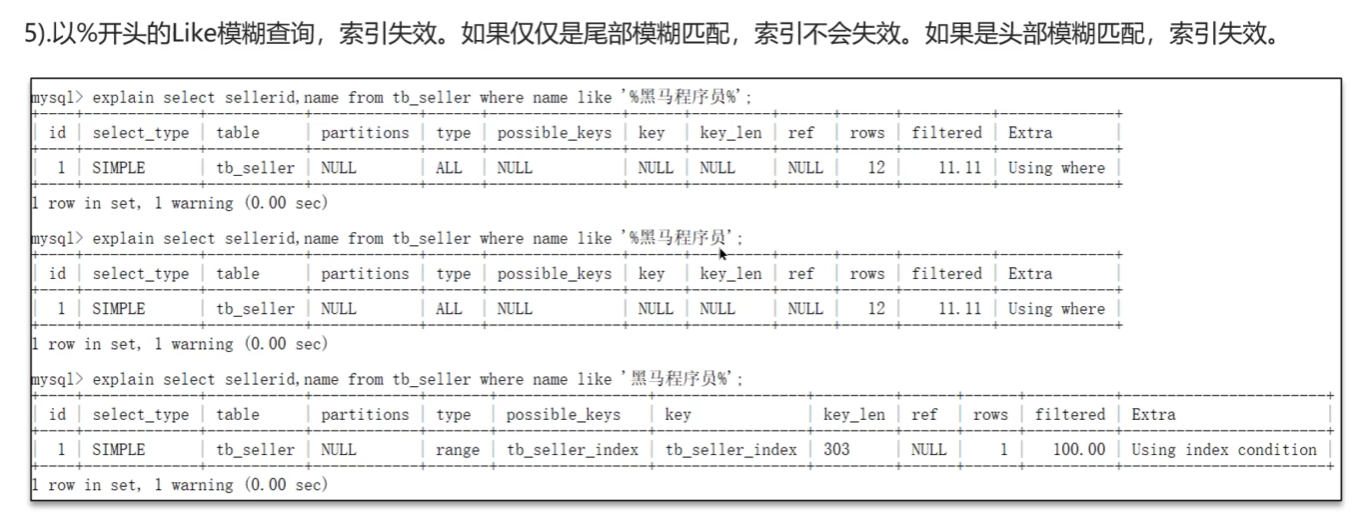 5).以%开头的Like模糊查询，索引失效。如果仅仅是尾部模糊匹配，索引不会失效。如果是头部模糊匹配，索引失效。
mysql> explain select sellerid,name from tb_seller where name like '%黑马程序员%';
| id | select_type | table | partitions | type | possible_keys | key | key_len | ref | rows | filtered | Extra |
| 1 | SIMPLE | tb_seller | NULL | ALL | NULL | NULL | NULL | NULL | 12 | 11.11 | Using where |
1 row in set, 1 warning (0.00 sec)
mysql> explain select sellerid,name from tb_seller where name like '%黑马程序员';
| id | select_type | table | partitions | type | possible_keys | key | key_len | ref | rows | filtered | Extra |
| 1 | SIMPLE | tb_seller | NULL | ALL | NULL | NULL | NULL | NULL | 12 | 11.11 | Using where |
1 row in set, 1 warning (0.00 sec)
mysql> explain select sellerid,name from tb_seller where name like '黑马程序员%';
| id | select_type | table | partitions | type | possible_keys | key | key_len | ref | rows | filtered | Extra |
| 1 | SIMPLE | tb_seller | NULL | range | tb_seller_index | tb_seller_index | 303 | NULL | 1 | 100.00 | Using index condition |
1 row in set, 1 warning (0.00 sec)